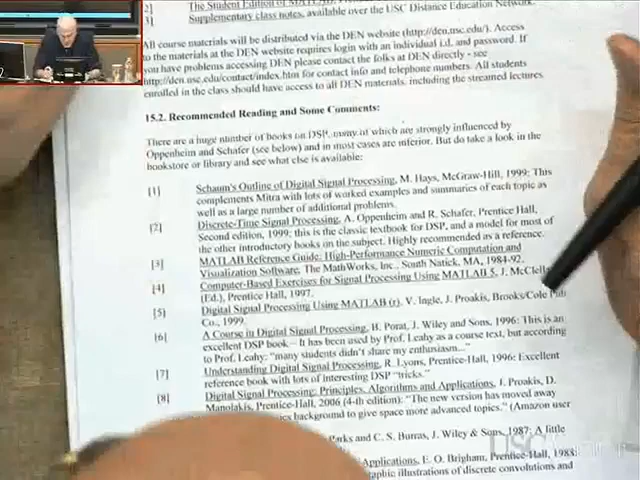 2] The Student Edition of
3] Supplementary class notes, available over the USC Distance Education Network.
All course materials will be distributed via the DEN website (http://den.usc.edu/). Access
to the materials at the DEN website requires login with an individual i.d. and password. If
you have problems accessing DEN please contact the folks at DEN directly - see
http://den.usc.edu/contact/index.htm for contact info and telephone numbers. All students
enrolled in the class should have access to all DEN materials, including the streamed lectures.
15.2. Recommended Reading and Some Comments:
There are a huge number of books on DSP, many of which are strongly influenced by
Oppenheim and Schafer (see below) and in most cases are inferior. But do take a look in the
bookstore or library and see what else is available:
[1] Schaum's Outline of Digital Signal Processing, M. Hays, McGraw-Hill, 1999: This
complements Mitra with lots of worked examples and summaries of each topic as
well as a large number of additional problems.
[2] Discrete-Time Signal Processing, A. Oppenheim and R. Schafer, Prentice Hall,
Second edition, 1999; this is the classic textbook for DSP, and a model for most of
the other introductory books on the subject. Highly recommended as a reference.
[3] MATLAB Reference Guide: High-Performance Numeric Computation and
Visualization Software, The MathWorks, Inc., South Natick, MA, 1984-92.
[4] Computer-Based Exercises for Signal Processing Using MATLAB 5, J. McClella
(Ed.), Prentice Hall, 1997.
[5] Digital Signal Processing Using MATLAB (r), V. Ingle, J. Proakis, Brooks/Cole Pub
Co., 1999.
[6] A Course in Digital Signal Processing, B. Porat, J. Wiley and Sons, 1996: This is an
excellent DSP book – It has been used by Prof. Leahy as a course text, but according
to Prof. Leahy: "many students didn't share my enthusiasm..."
[7] Understanding Digital Signal Processing, R. Lyons, Prentice-Hall, 1996: Excellent
reference book with lots of interesting DSP "tricks."
[8] Digital Signal Processing: Principles, Algorithms and Applications, J. Proakis, D.
Manolakis, Prentice-Hall, 2006 (4-th edition): "The new version has moved away
background to give space more advanced topics." (Amazon user
Parks and C. S. Burras, J. Wiley & Sons, 1987: A little
USC
Applications, E. O. Brigham, Prentice-Hall, 1983:
graphic illustrations of discrete convolutions and